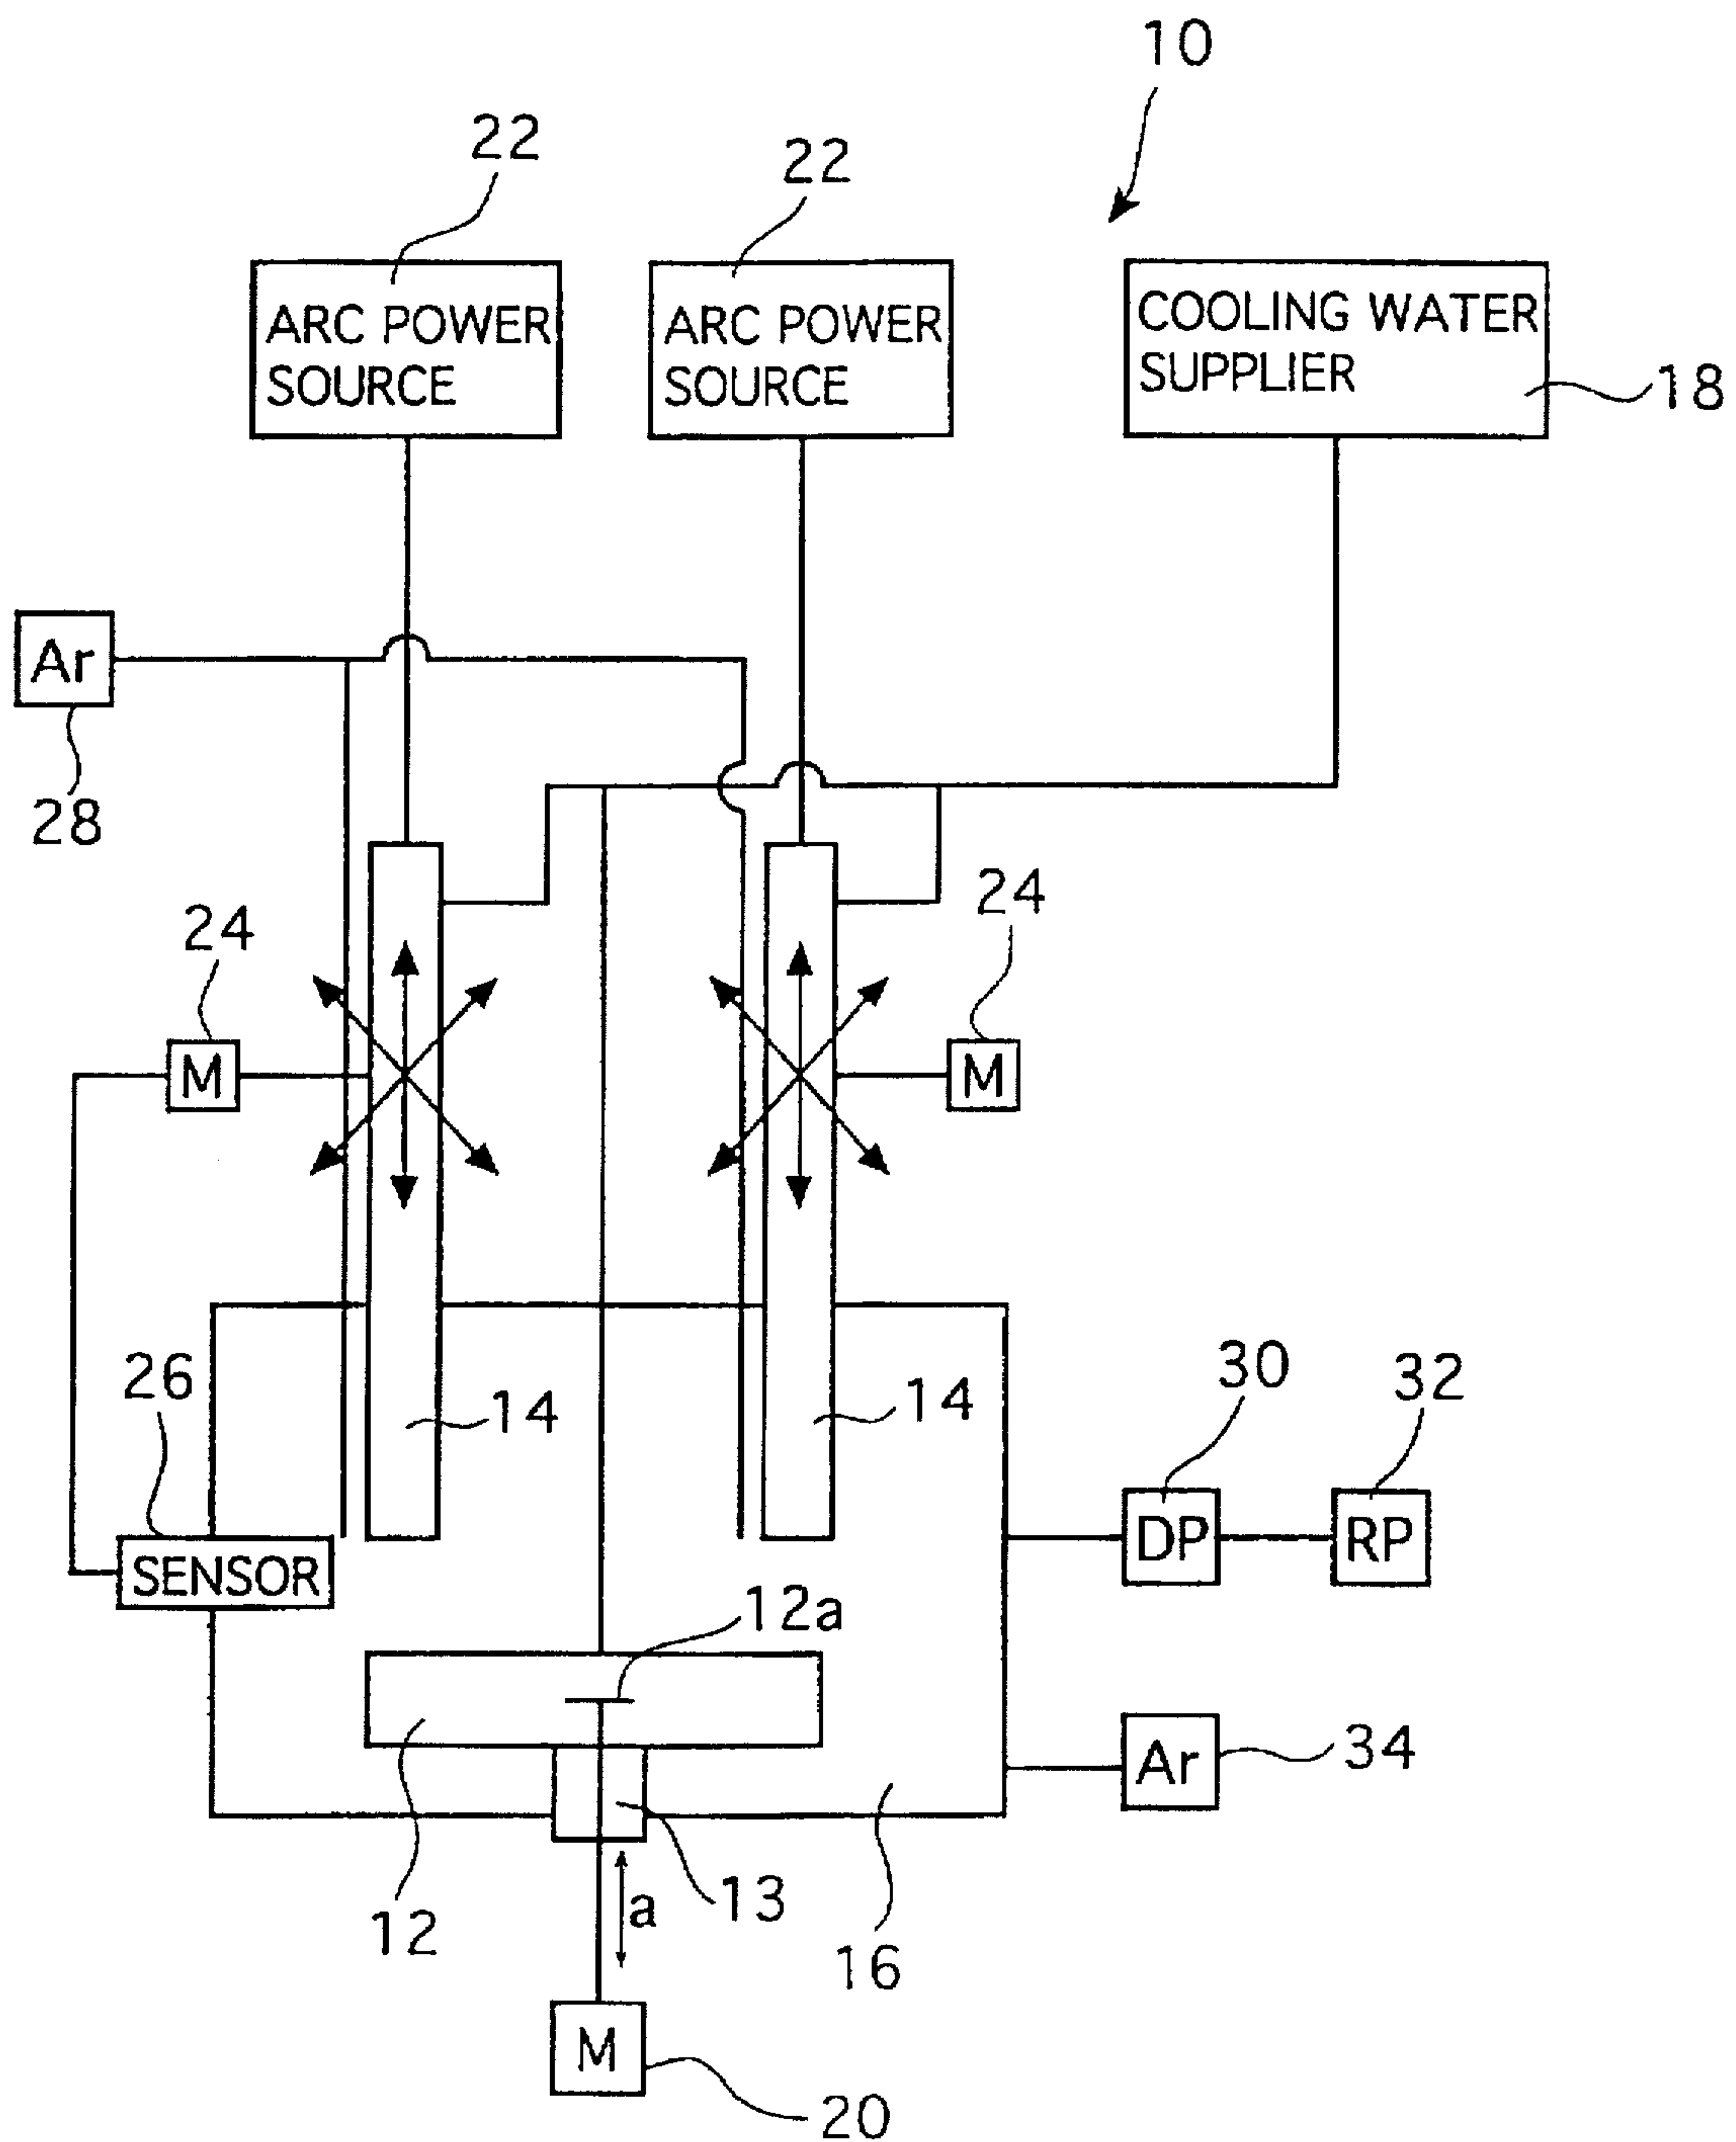 10
22
22
ARC POWER
SOURCE
ARC POWER
SOURCE
COOLING WATER
SUPPLIER
18
Ar
28
24
24
M
M
26
14
14
30
32
SENSOR
DP
RP
12a
Ar
34
12
a
13
16
M
20